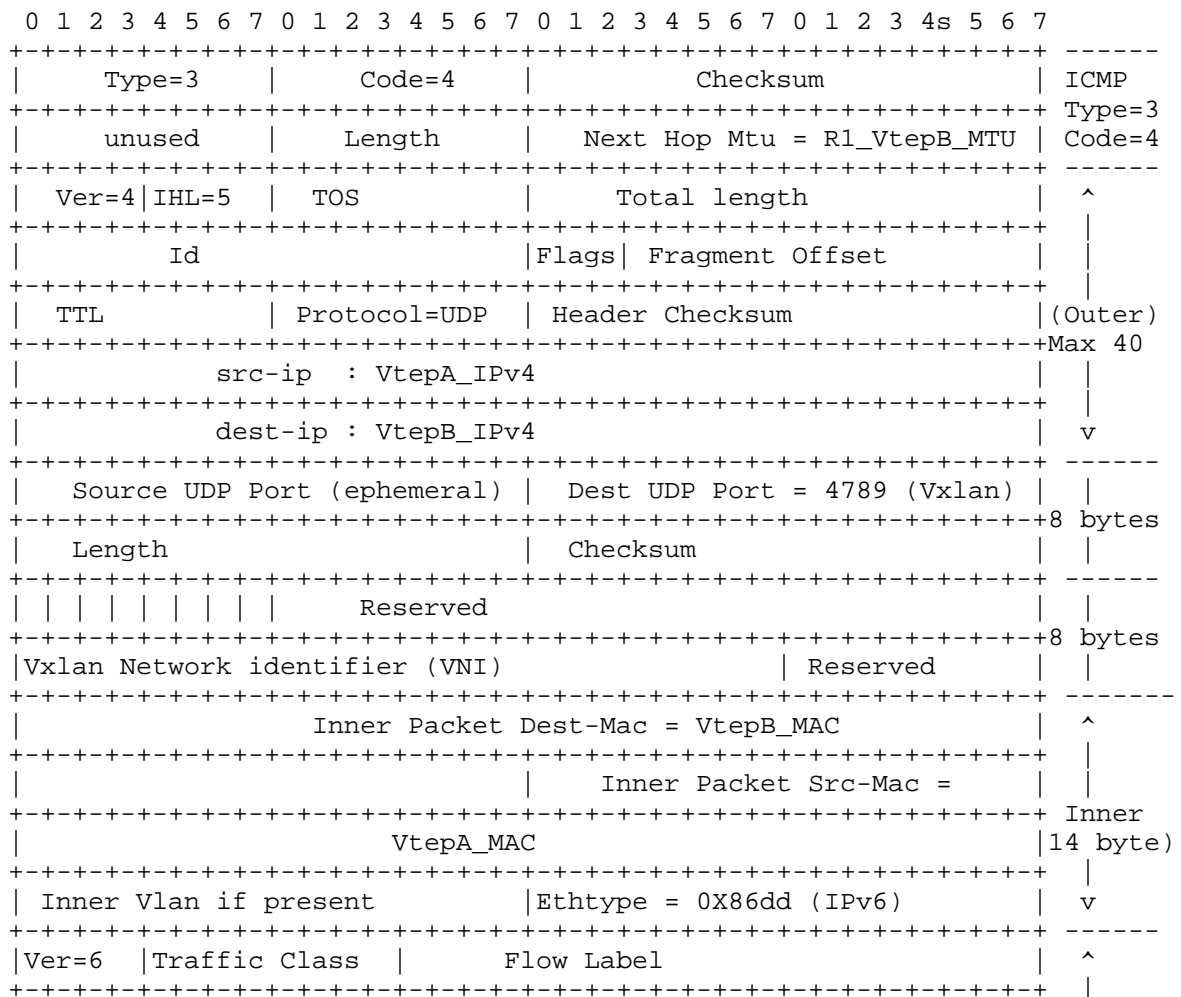 0 1 2 3 4 5 6 7 0 1 2 3 4 5 6 7 0 1 2 3 4 5 6 7 0 1 2 3 4s 5 6 7
+-+-+-+-+-+-+-+-+-+-+-+-+-+-+-+-+-+-+-+-+-+-+-+-+-+-+-+-+-+-+-+-+ ------
|     Type=3    |     Code=4    |          Checksum             | ICMP
+-+-+-+-+-+-+-+-+-+-+-+-+-+-+-+-+-+-+-+-+-+-+-+-+-+-+-+-+-+-+-+-+ Type=3
|     unused    |    Length     |   Next Hop Mtu = R1_VtepB_MTU | Code=4
+-+-+-+-+-+-+-+-+-+-+-+-+-+-+-+-+-+-+-+-+-+-+-+-+-+-+-+-+-+-+-+-+ ------
|  Ver=4|IHL=5  |  TOS          |     Total length              |  ^
+-+-+-+-+-+-+-+-+-+-+-+-+-+-+-+-+-+-+-+-+-+-+-+-+-+-+-+-+-+-+-+-+  |
|         Id                    |Flags| Fragment Offset         |  |
+-+-+-+-+-+-+-+-+-+-+-+-+-+-+-+-+-+-+-+-+-+-+-+-+-+-+-+-+-+-+-+-+  |
|  TTL          | Protocol=UDP  | Header Checksum               |(Outer)
+-+-+-+-+-+-+-+-+-+-+-+-+-+-+-+-+-+-+-+-+-+-+-+-+-+-+-+-+-+-+-+-+Max 40
|            src-ip  : VtepA_IPv4                               |  |
+-+-+-+-+-+-+-+-+-+-+-+-+-+-+-+-+-+-+-+-+-+-+-+-+-+-+-+-+-+-+-+-+  |
|            dest-ip : VtepB_IPv4                               |  v
+-+-+-+-+-+-+-+-+-+-+-+-+-+-+-+-+-+-+-+-+-+-+-+-+-+-+-+-+-+-+-+-+ ------
|   Source UDP Port (ephemeral) |  Dest UDP Port = 4789 (Vxlan) |  |
+-+-+-+-+-+-+-+-+-+-+-+-+-+-+-+-+-+-+-+-+-+-+-+-+-+-+-+-+-+-+-+-+8 bytes
|   Length                      |  Checksum                     |  |
+-+-+-+-+-+-+-+-+-+-+-+-+-+-+-+-+-+-+-+-+-+-+-+-+-+-+-+-+-+-+-+-+ ------
| | | | | | | | |     Reserved                                  |  |
+-+-+-+-+-+-+-+-+-+-+-+-+-+-+-+-+-+-+-+-+-+-+-+-+-+-+-+-+-+-+-+-+8 bytes
|Vxlan Network identifier (VNI)                 | Reserved      |  |
+-+-+-+-+-+-+-+-+-+-+-+-+-+-+-+-+-+-+-+-+-+-+-+-+-+-+-+-+-+-+-+-+ -------
|                  Inner Packet Dest-Mac = VtepB_MAC            |  ^
+-+-+-+-+-+-+-+-+-+-+-+-+-+-+-+-+-+-+-+-+-+-+-+-+-+-+-+-+-+-+-+-+  |
|                               |    Inner Packet Src-Mac =     |  |
+-+-+-+-+-+-+-+-+-+-+-+-+-+-+-+-+-+-+-+-+-+-+-+-+-+-+-+-+-+-+-+-+ Inner
|                       VtepA_MAC                               |14 byte)
+-+-+-+-+-+-+-+-+-+-+-+-+-+-+-+-+-+-+-+-+-+-+-+-+-+-+-+-+-+-+-+-+  |
| Inner Vlan if present         |Ethtype = 0X86dd (IPv6)        |  v
+-+-+-+-+-+-+-+-+-+-+-+-+-+-+-+-+-+-+-+-+-+-+-+-+-+-+-+-+-+-+-+-+ ------
|Ver=6  |Traffic Class  |      Flow Label                       |  ^
+-+-+-+-+-+-+-+-+-+-+-+-+-+-+-+-+-+-+-+-+-+-+-+-+-+-+-+-+-+-+-+-+  |